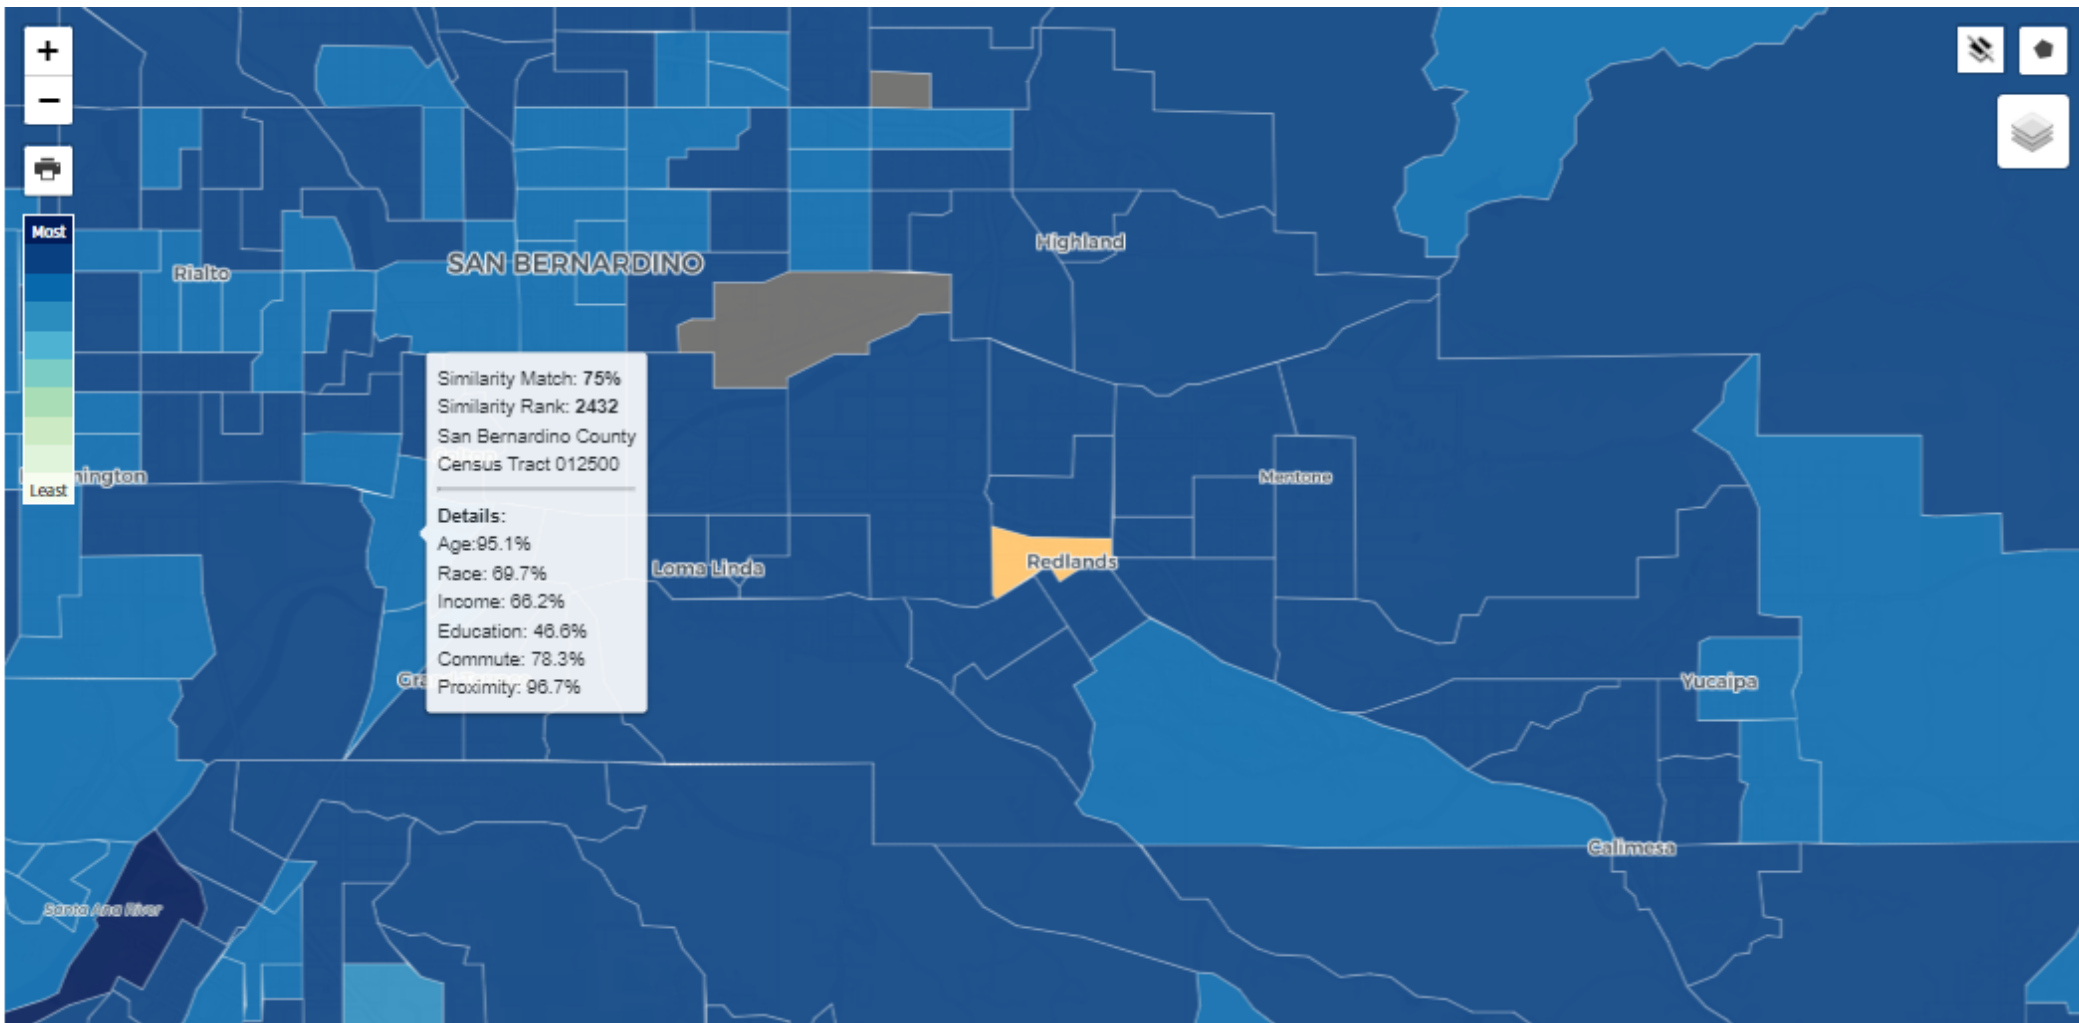 +
−
Most
Least
SAN BERNARDINO
Rialto
Highland
Similarity Match: 75%
Similarity Rank: 2432
San Bernardino County
Census Tract 012500
Details:
Age:95.1%
Race: 69.7%
Income: 66.2%
Education: 46.6%
Commute: 78.3%
Proximity: 96.7%
Mentone
Loma Linda
Redlands
Yucaipa
Calimesa
Santa Ana River